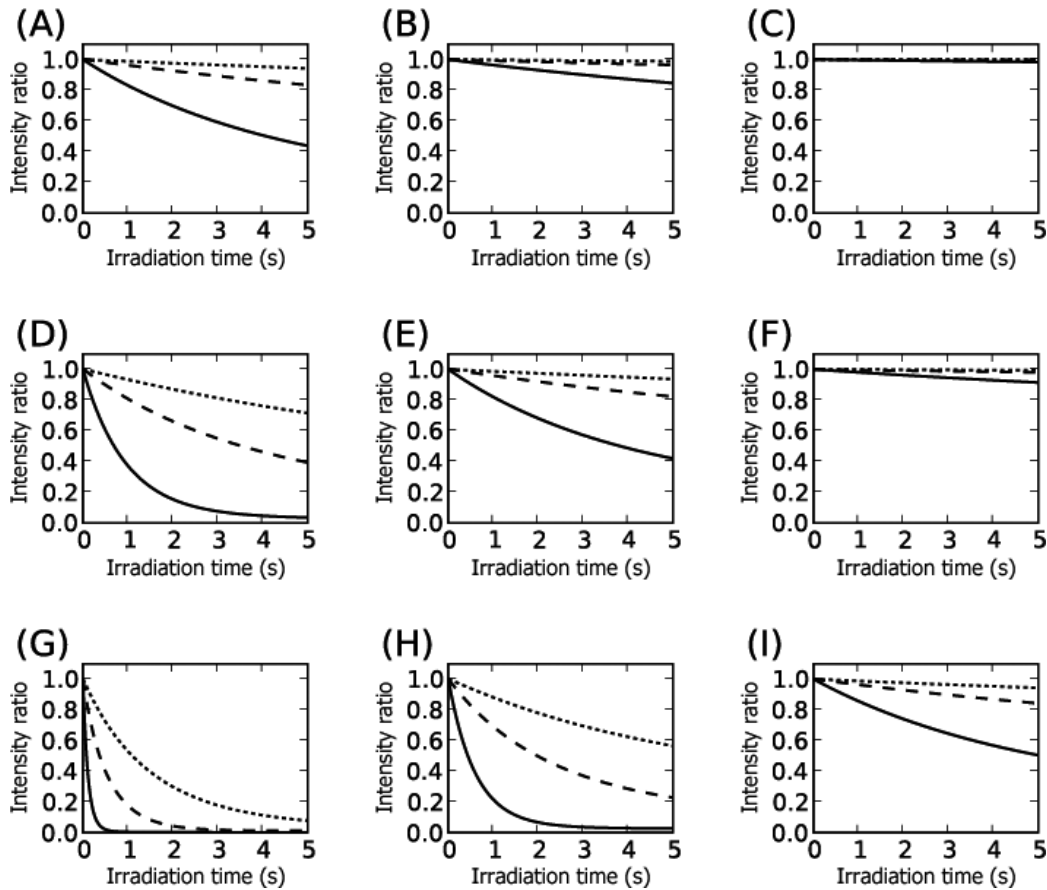 (A) (B) (C)
Intensity ratio 1.0 0.8 0.6 0.4 0.2 0.0 Intensity ratio 1.0 0.8 0.6 0.4 0.2 0.0 Intensity ratio 1.0 0.8 0.6 0.4 0.2 0.0
0 1 2 3 4 5 0 1 2 3 4 5 0 1 2 3 4 5
Irradiation time (s) Irradiation time (s) Irradiation time (s)
(D) (E) (F)
Intensity ratio 1.0 0.8 0.6 0.4 0.2 0.0 Intensity ratio 1.0 0.8 0.6 0.4 0.2 0.0 Intensity ratio 1.0 0.8 0.6 0.4 0.2 0.0
0 1 2 3 4 5 0 1 2 3 4 5 0 1 2 3 4 5
Irradiation time (s) Irradiation time (s) Irradiation time (s)
(G) (H) (I)
Intensity ratio 1.0 0.8 0.6 0.4 0.2 0.0 Intensity ratio 1.0 0.8 0.6 0.4 0.2 0.0 Intensity ratio 1.0 0.8 0.6 0.4 0.2 0.0
0 1 2 3 4 5 0 1 2 3 4 5 0 1 2 3 4 5
Irradiation time (s) Irradiation time (s) Irradiation time (s)